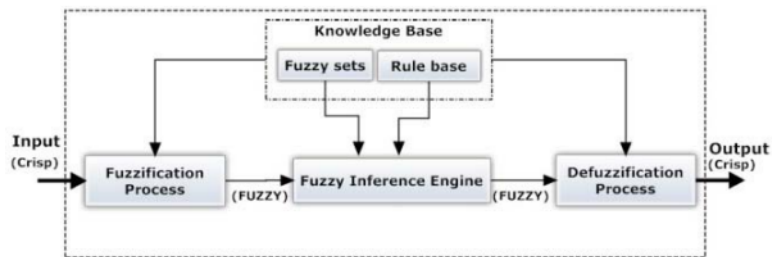 Knowledge Base
Fuzzy sets
Rule base
Input
(Crisp)
Fuzzification
Process
(FUZZY)
Fuzzy Inference Engine
(FUZZY)
Defuzzification
Process
Output
(Crisp)